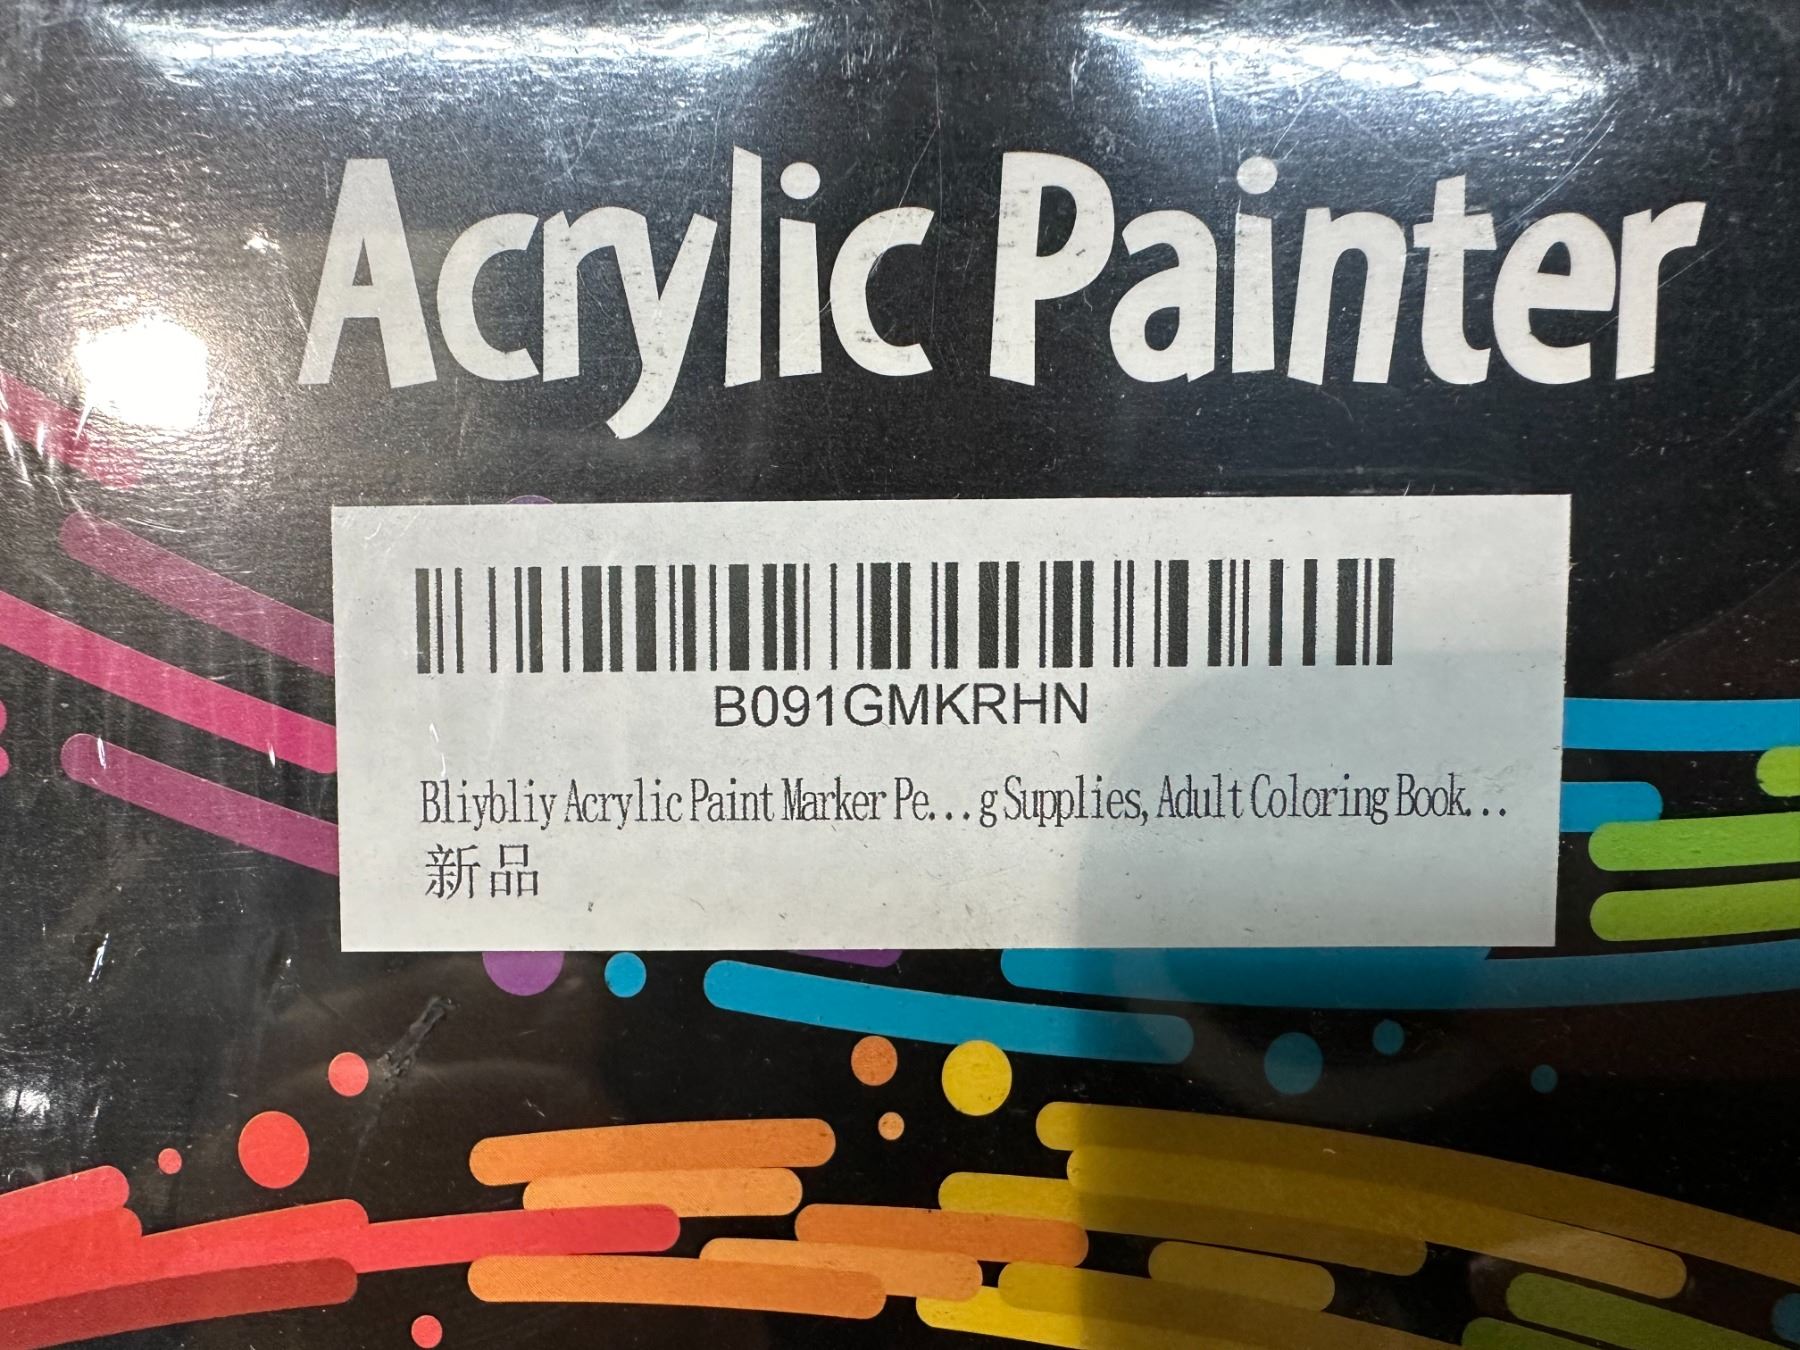 Acrylic Painter
B091GMKRHN
Bliybliy Acrylic Paint Marker Pe...g Supplies, Adult Coloring Book...
新品